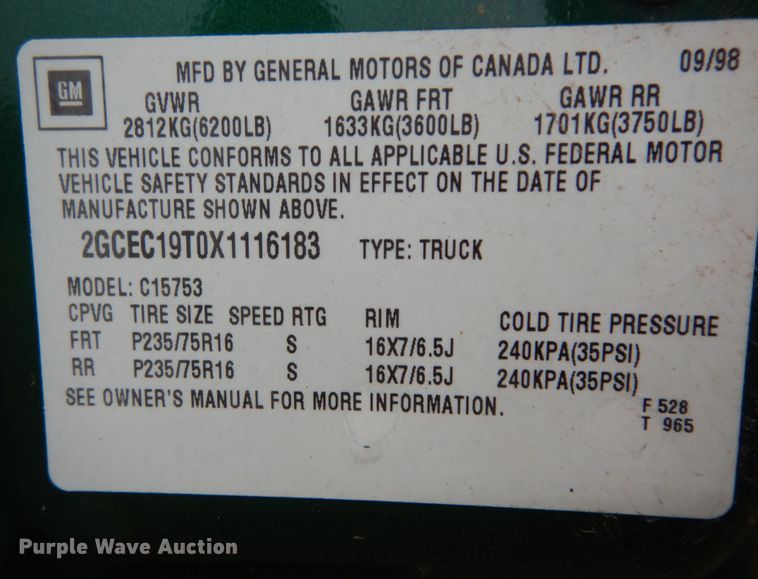 GM
MFD BY GENERAL MOTORS OF CANADA LTD. 09/98
GVWR GAWR FRT GAWR RR
2812KG(6200LB) 1633KG(3600LB) 1701KG(3750LB)
THIS VEHICLE CONFORMS TO ALL APPLICABLE U.S. FEDERAL MOTOR
VEHICLE SAFETY STANDARDS IN EFFECT ON THE DATE OF
MANUFACTURE SHOWN ABOVE.
2GCEC19T0X1116183 TYPE: TRUCK
MODEL: C15753
CPVG TIRE SIZE SPEED RTG RIM COLD TIRE PRESSURE
FRT P235/75R16 S 16X7/6.5J 240KPA(35PSI)
RR P235/75R16 S 16X7/6.5J 240KPA(35PSI)
SEE OWNER'S MANUAL FOR MORE INFORMATION. F 528
T 965
Purple Wave Auction